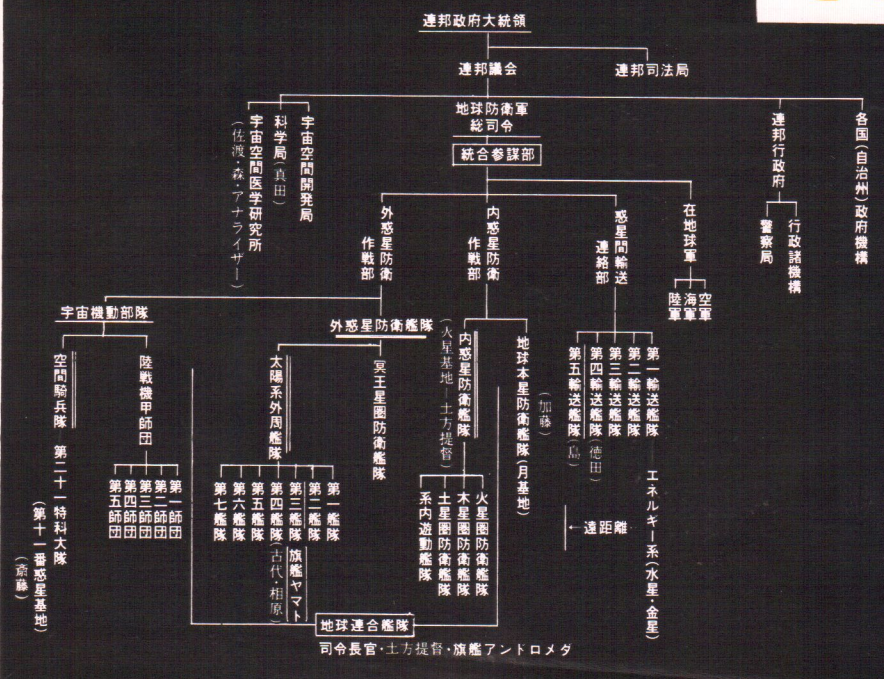 連邦政府大統領
連邦議会
連邦司法局
地球防衛軍
総司令
統合参謀部
宇宙空間開発局
科学局(真田)
宇宙空間医学研究所
(佐渡・森・アナライザー)
連邦行政府
行政諸機構
警察局
各国(自治州)政府機構
外惑星防衛
作戦部
内惑星防衛
作戦部
惑星間輸送
連絡部
在地球軍
空軍
海軍
陸軍
宇宙機動部隊
陸戦機甲師団
第一師団
第二師団
第三師団
第四師団
第五師団
空間騎兵隊 第二十一特科大隊
(第十一番惑星基地)
(斎藤)
外惑星防衛艦隊
冥王星圏防衛艦隊
太陽系外周艦隊
第一艦隊
第二艦隊
第三艦隊 旗艦ヤマト
第四艦隊(古代・相原)
第五艦隊
第六艦隊
第七艦隊
地球本星防衛艦隊(月基地)
(加藤)
内惑星防衛艦隊
(火星基地―土方提督)
火星圏防衛艦隊
木星圏防衛艦隊
土星圏防衛艦隊
系内遊動艦隊
第一輸送艦隊 エネルギー系(水星・金星)
第二輸送艦隊
第三輸送艦隊
第四輸送艦隊(徳田)
第五輸送艦隊(島)
←遠距離
地球連合艦隊
司令長官・土方提督・旗艦アンドロメダ